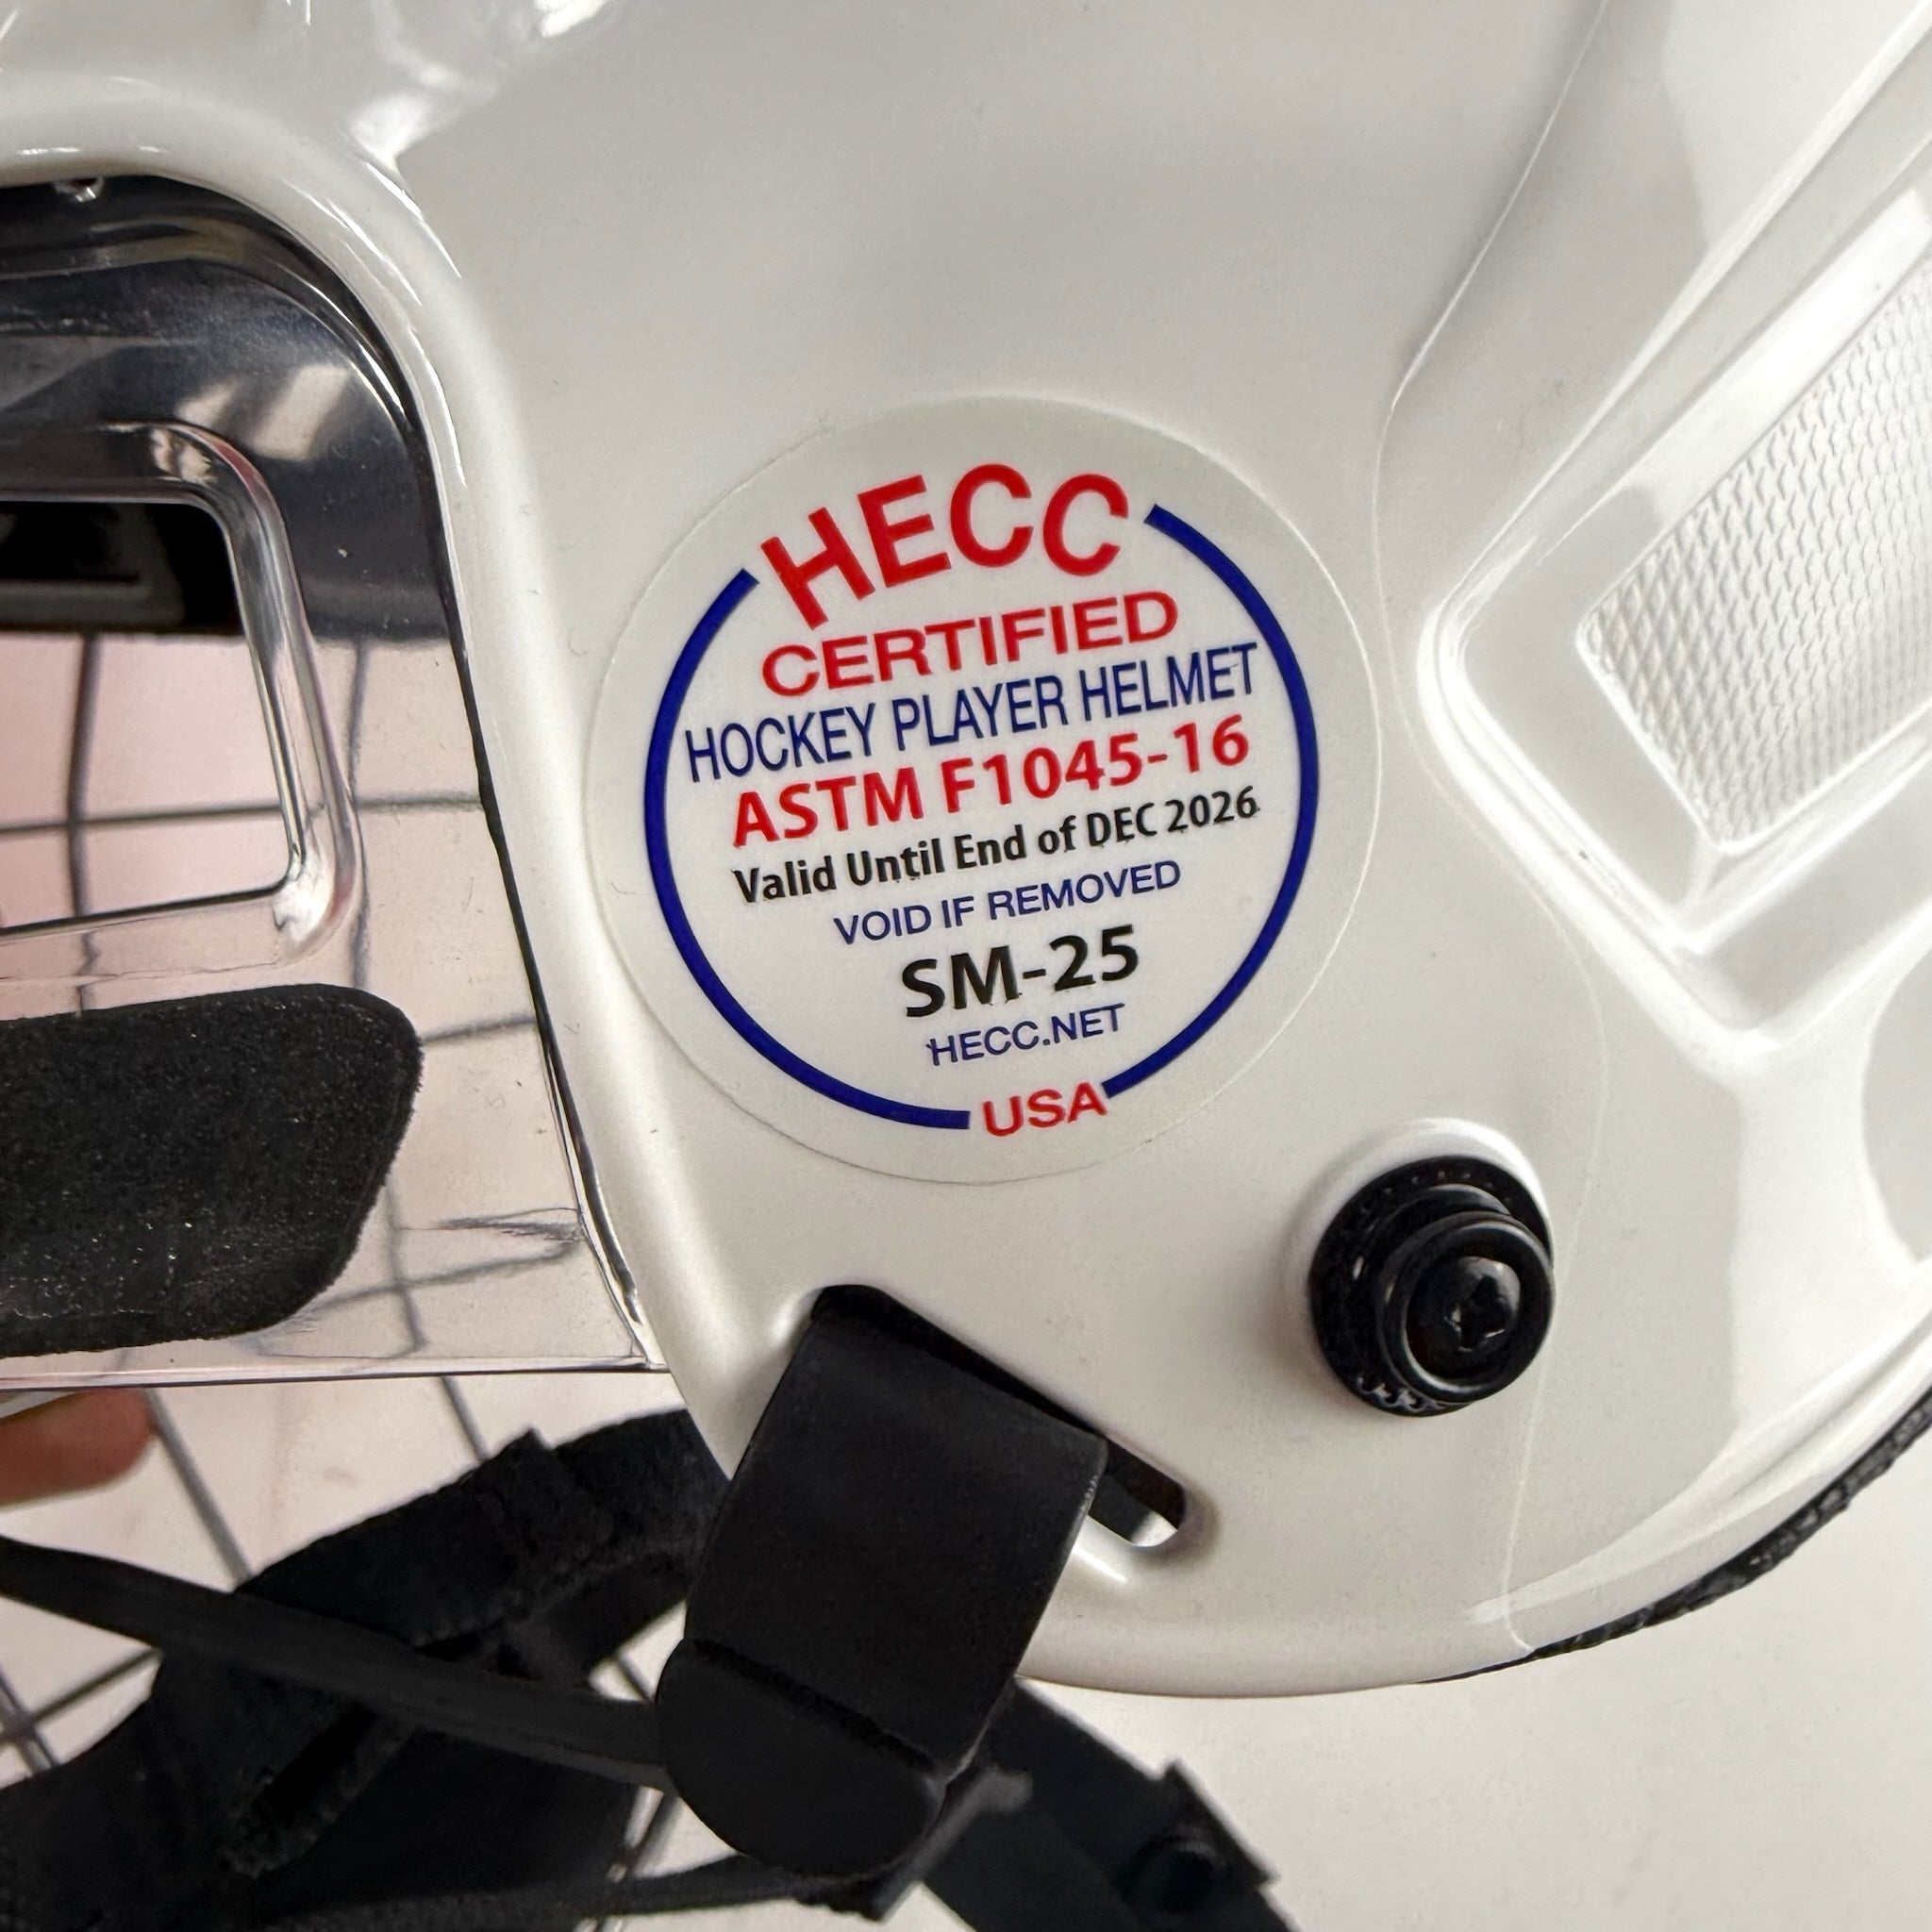 HECC
CERTIFIED
HOCKEY PLAYER HELMET
ASTM F1045-16
Valid Until End of DEC 2026
VOID IF REMOVED
SM-25
HECC.NET
USA